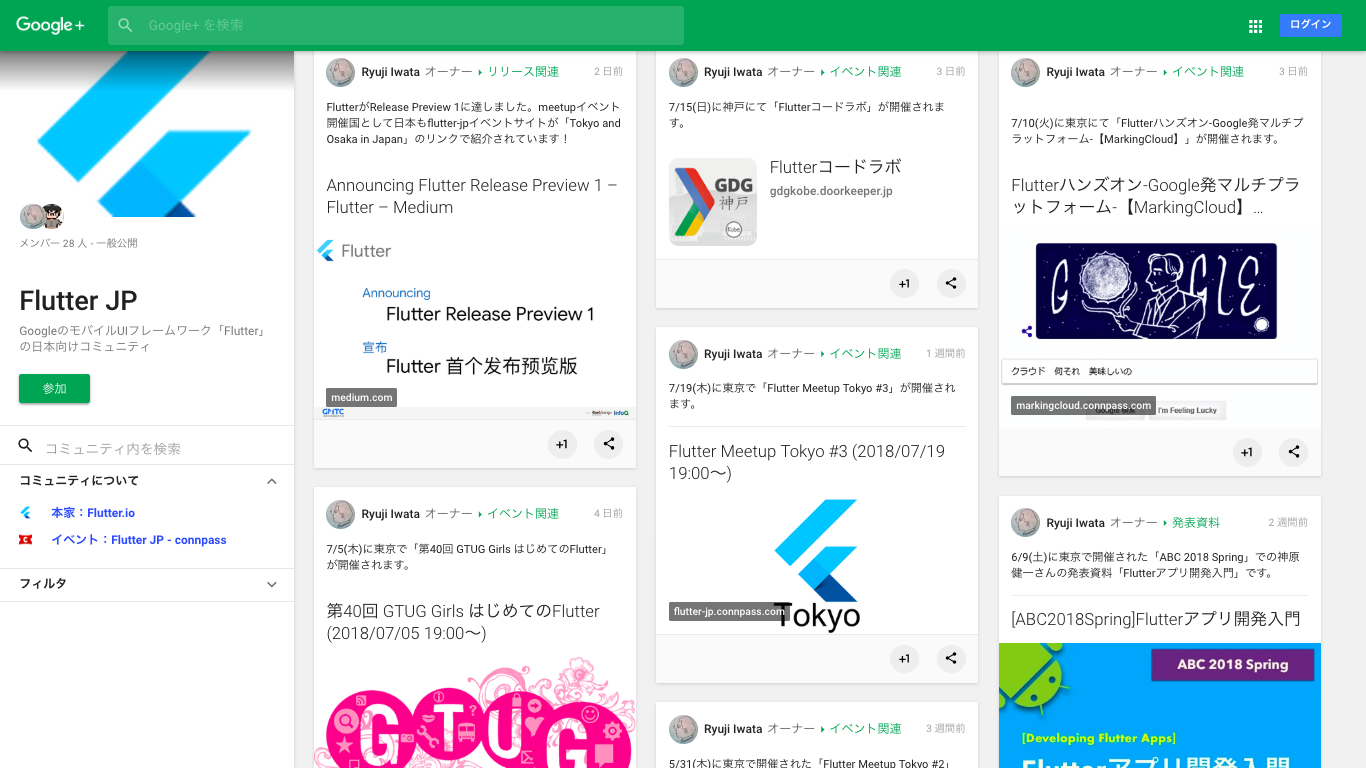 Google+
Google+ を検索
ログイン
メンバー 28 人 - 一般公開
Flutter JP
GoogleのモバイルUIフレームワーク「Flutter」
の日本向けコミュニティ
参加
コミュニティ内を検索
コミュニティについて
本家：Flutter.io
イベント：Flutter JP - connpass
フィルタ
Ryuji Iwata オーナー リリース関連 2 日前
FlutterがRelease Preview 1に達しました。meetupイベント
開催国として日本もflutter-jpイベントサイトが「Tokyo and
Osaka in Japan」のリンクで紹介されています！
Announcing Flutter Release Preview 1 –
Flutter – Medium
Flutter
Announcing
Flutter Release Preview 1
宣布
Flutter 首个发布预览版
medium.com
GMTC
InfoQ
+1
Ryuji Iwata オーナー イベント関連 4 日前
7/5(木)に東京で「第40回 GTUG Girls はじめてのFlutter」
が開催されます。
第40回 GTUG Girls はじめてのFlutter
(2018/07/05 19:00〜)
GTUG
Ryuji Iwata オーナー イベント関連 3 日前
7/15(日)に神戸にて「Flutterコードラボ」が開催されま
す。
Flutterコードラボ
gdgkobe.doorkeeper.jp
GDG
神戸
Kobe
+1
Ryuji Iwata オーナー イベント関連 1 週間前
7/19(木)に東京で「Flutter Meetup Tokyo #3」が開催され
ます。
Flutter Meetup Tokyo #3 (2018/07/19
19:00〜)
flutter-jp.connpass.com
Tokyo
+1
Ryuji Iwata オーナー イベント関連 3 週間前
5/31(木)に東京で開催された「Flutter Meetup Tokyo #2」
Ryuji Iwata オーナー イベント関連 3 日前
7/10(火)に東京にて「Flutterハンズオン-Google発マルチプ
ラットフォーム-【MarkingCloud】」が開催されます。
Flutterハンズオン-Google発マルチプラ
ットフォーム-【MarkingCloud】…
GOOGLE
クラウド 何それ 美味しいの
markingcloud.connpass.com
I'm Feeling Lucky
+1
Ryuji Iwata オーナー 発表資料 2 週間前
6/9(土)に東京で開催された「ABC 2018 Spring」での神原
健一さんの発表資料「Flutterアプリ開発入門」です。
[ABC2018Spring]Flutterアプリ開発入門
ABC 2018 Spring
[Developing Flutter Apps]
Flutterアプリ開発入門